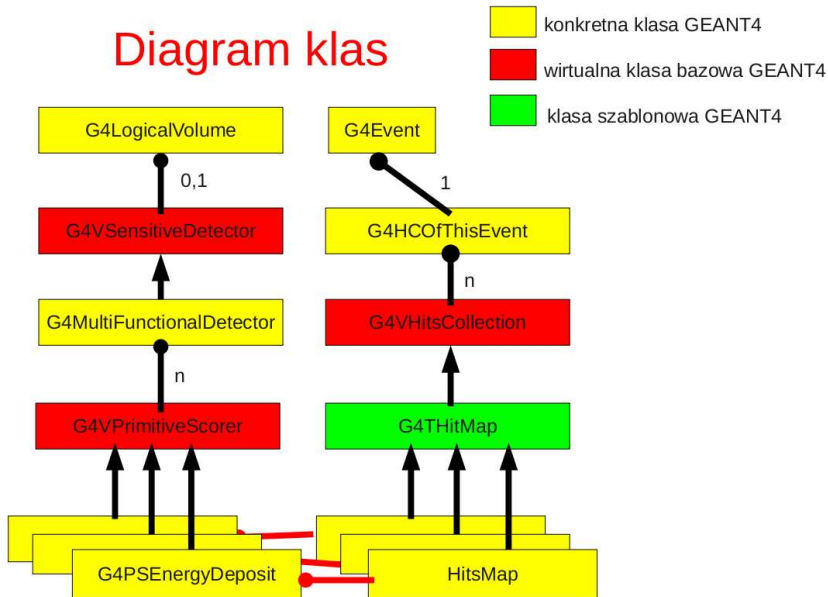 Diagram klas
konkretna klasa GEANT4
wirtualna klasa bazowa GEANT4
klasa szablonowa GEANT4
G4LogicalVolume
G4Event
0,1
1
G4VSensitiveDetector
G4HCOfThisEvent
n
G4MultiFunctionalDetector
G4VHitsCollection
n
G4VPrimitiveScorer
G4THitMap
G4PSEnergyDeposit
HitsMap